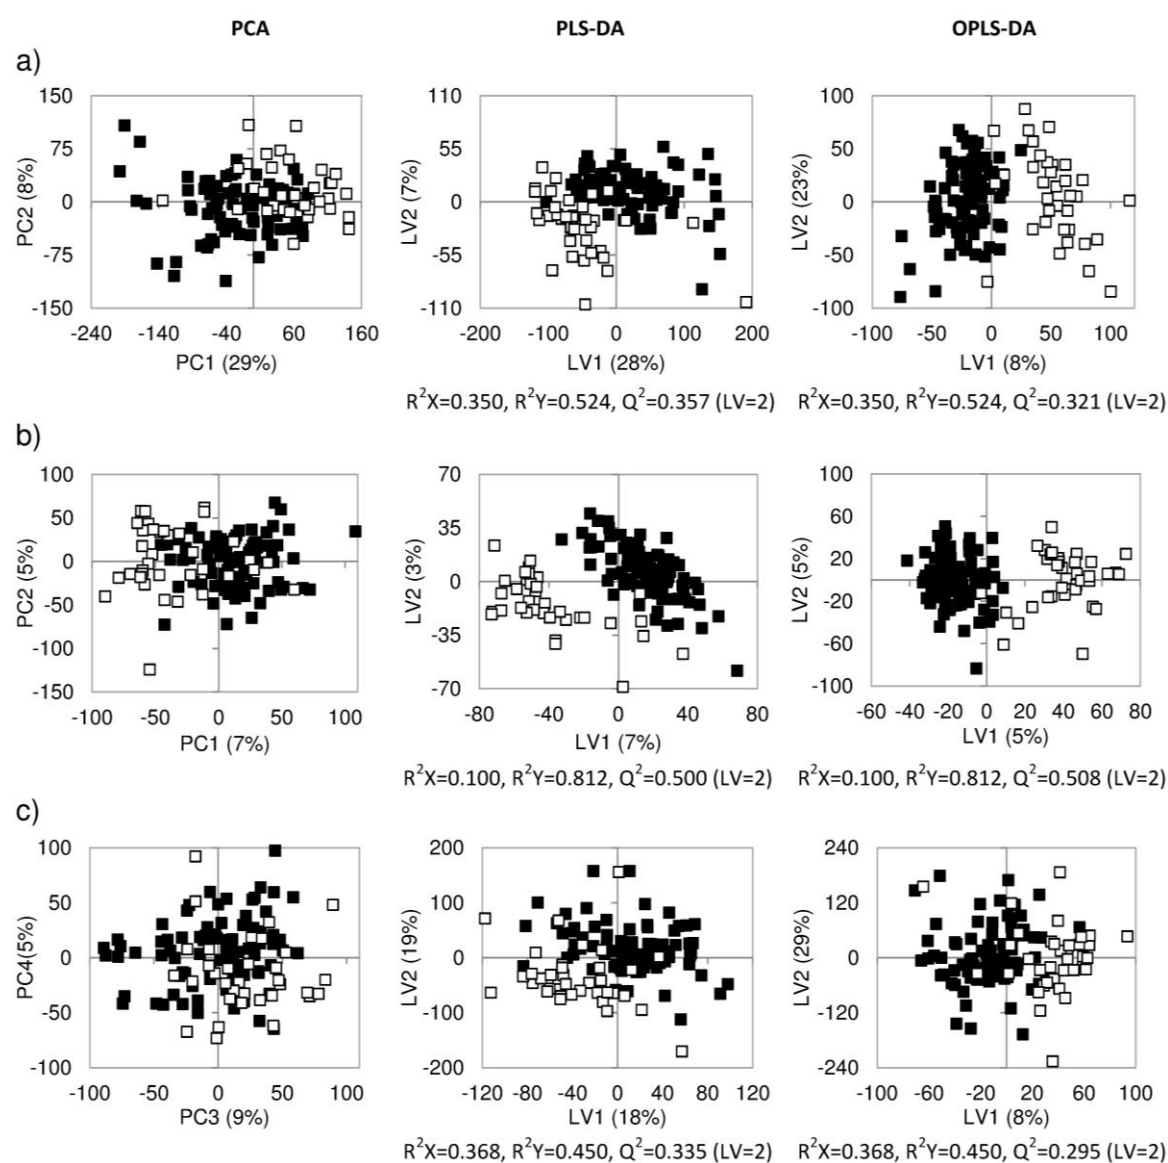 PCA PLS-DA OPLS-DA
a)
150 110 100
75 55 50
0 0 0
-75 -55 -50
-150 -110 -100
PC2 (8%) LV2 (7%) LV2 (23%)
-240 -140 -40 60 160 -200 -100 0 100 200 -100 -50 0 50 100
PC1 (29%) LV1 (28%) LV1 (8%)
R²X=0.350, R²Y=0.524, Q²=0.357 (LV=2) R²X=0.350, R²Y=0.524, Q²=0.321 (LV=2)
b)
100 70 100
50 35 60
0 0 20
-50 -35 -20
-100 -70 -60
-150 -100
PC2 (5%) LV2 (3%) LV2 (5%)
-100 -50 0 50 100 -80 -40 0 40 80 -60 -40 -20 0 20 40 60 80
PC1 (7%) LV1 (7%) LV1 (5%)
R²X=0.100, R²Y=0.812, Q²=0.500 (LV=2) R²X=0.100, R²Y=0.812, Q²=0.508 (LV=2)
c)
100 200 240
50 100 120
0 0 0
-50 -100 -120
-100 -200 -240
PC4(5%) LV2 (19%) LV2 (29%)
-100 -50 0 50 100 -120 -80 -40 0 40 80 120 -100 -60 -20 20 60 100
PC3 (9%) LV1 (18%) LV1 (8%)
R²X=0.368, R²Y=0.450, Q²=0.335 (LV=2) R²X=0.368, R²Y=0.450, Q²=0.295 (LV=2)